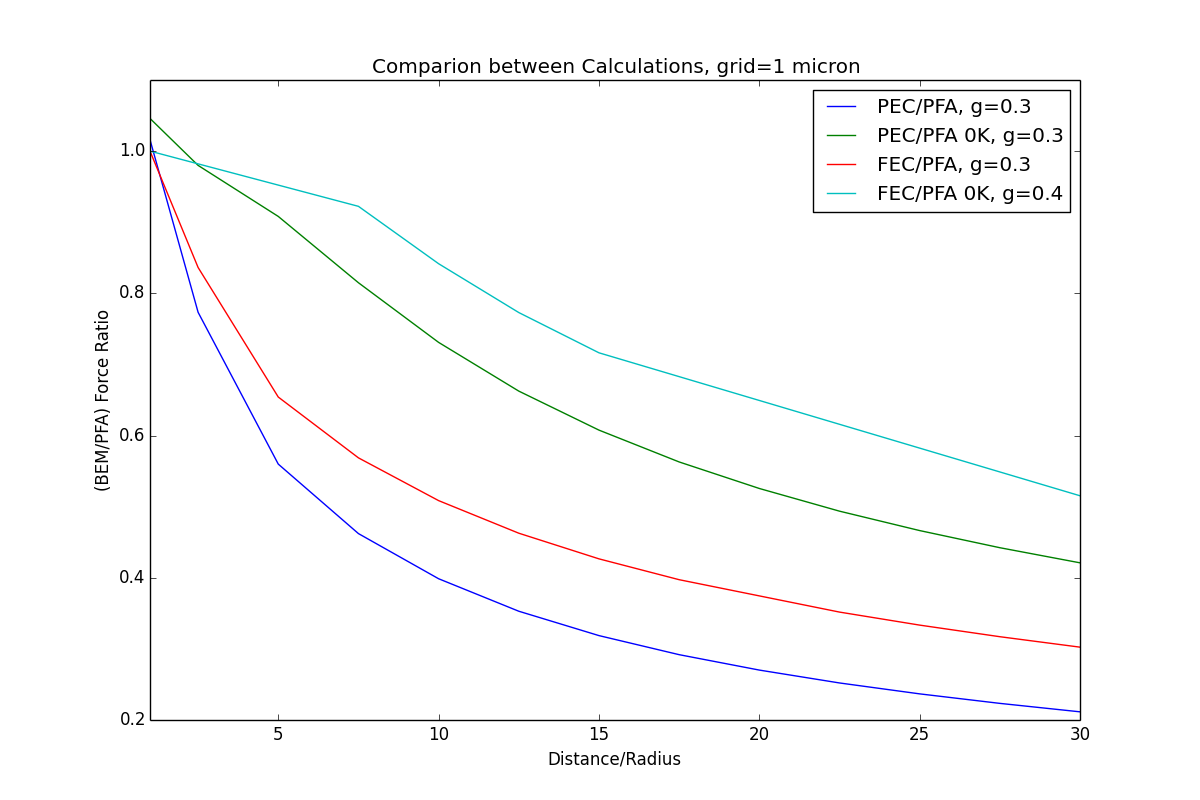 Comparion between Calculations, grid=1 micron
PEC/PFA, g=0.3
PEC/PFA 0K, g=0.3
FEC/PFA, g=0.3
FEC/PFA 0K, g=0.4
(BEM/PFA) Force Ratio
1.0
0.8
0.6
0.4
0.2
5 10 15 20 25 30
Distance/Radius